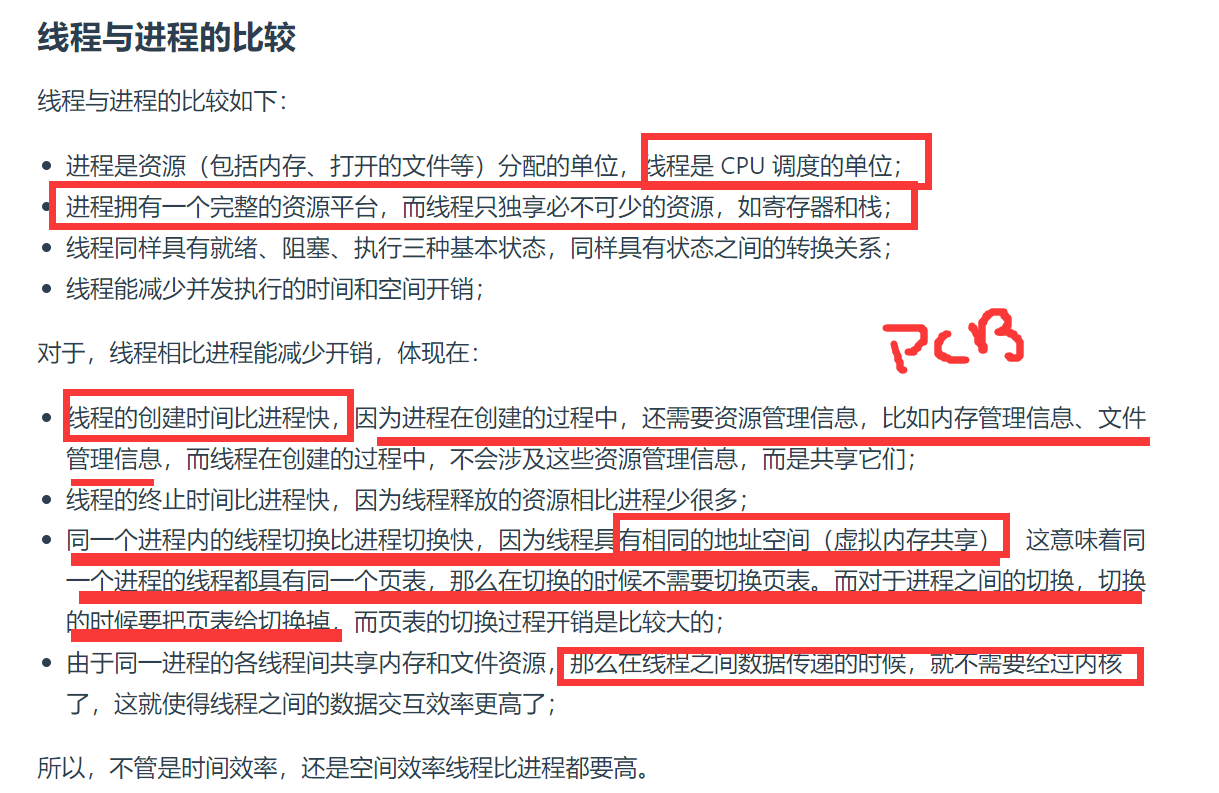 线程与进程的比较
线程与进程的比较如下：
进程是资源（包括内存、打开的文件等）分配的单位，线程是 CPU 调度的单位；
进程拥有一个完整的资源平台，而线程只独享必不可少的资源，如寄存器和栈；
线程同样具有就绪、阻塞、执行三种基本状态，同样具有状态之间的转换关系；
线程能减少并发执行的时间和空间开销；
PCB
对于，线程相比进程能减少开销，体现在：
线程的创建时间比进程快，因为进程在创建的过程中，还需要资源管理信息，比如内存管理信息、文件
管理信息，而线程在创建的过程中，不会涉及这些资源管理信息，而是共享它们；
线程的终止时间比进程快，因为线程释放的资源相比进程少很多；
同一个进程内的线程切换比进程切换快，因为线程具有相同的地址空间（虚拟内存共享） 这意味着同
一个进程的线程都具有同一个页表，那么在切换的时候不需要切换页表。而对于进程之间的切换，切换
的时候要把页表给切换掉，而页表的切换过程开销是比较大的；
由于同一进程的各线程间共享内存和文件资源，那么在线程之间数据传递的时候，就不需要经过内核
了，这就使得线程之间的数据交互效率更高了；
所以，不管是时间效率，还是空间效率线程比进程都要高。